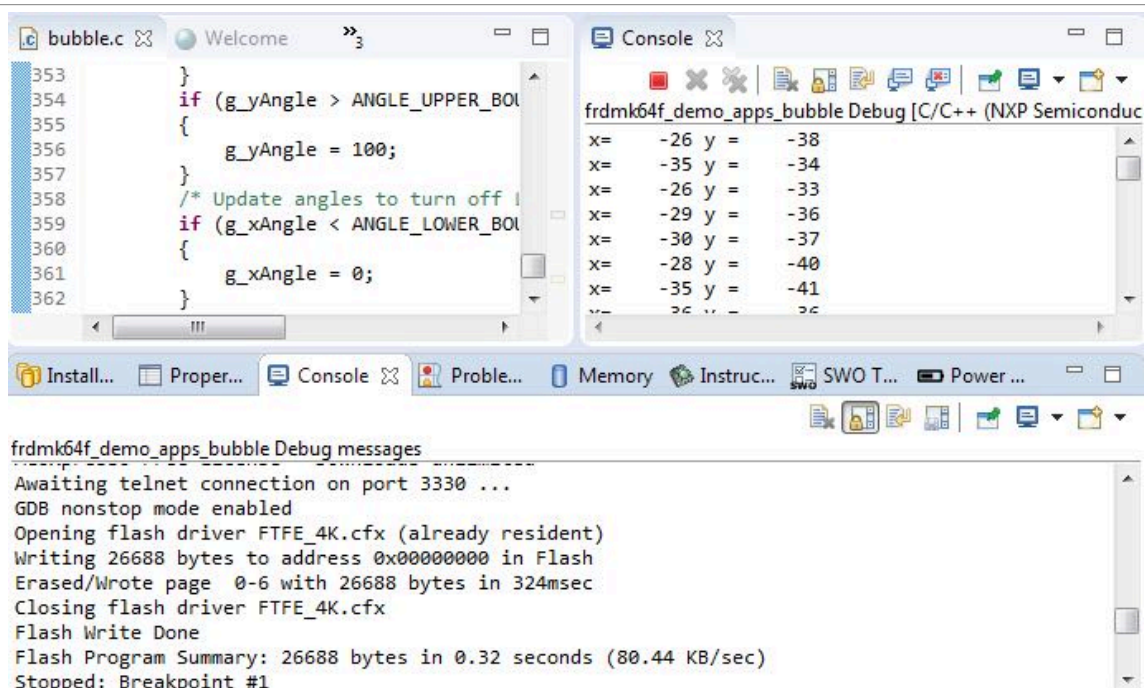 bubble.c Welcome »3
353 }
354 if (g_yAngle > ANGLE_UPPER_BOU
355 {
356 g_yAngle = 100;
357 }
358 /* Update angles to turn off
359 if (g_xAngle < ANGLE_LOWER_BOU
360 {
361 g_xAngle = 0;
362 }
Console
frdmk64f_demo_apps_bubble Debug [C/C++ (NXP Semiconduc
x= -26 y = -38
x= -35 y = -34
x= -26 y = -33
x= -29 y = -36
x= -30 y = -37
x= -28 y = -40
x= -35 y = -41
x= -36 y = -36
Install... Proper... Console Proble... Memory Instruc... SWO T... Power ...
frdmk64f_demo_apps_bubble Debug messages
Awaiting telnet connection on port 3330 ...
GDB nonstop mode enabled
Opening flash driver FTFE_4K.cfx (already resident)
Writing 26688 bytes to address 0x00000000 in Flash
Erased/Wrote page 0-6 with 26688 bytes in 324msec
Closing flash driver FTFE_4K.cfx
Flash Write Done
Flash Program Summary: 26688 bytes in 0.32 seconds (80.44 KB/sec)
Stopped: Breakpoint #1